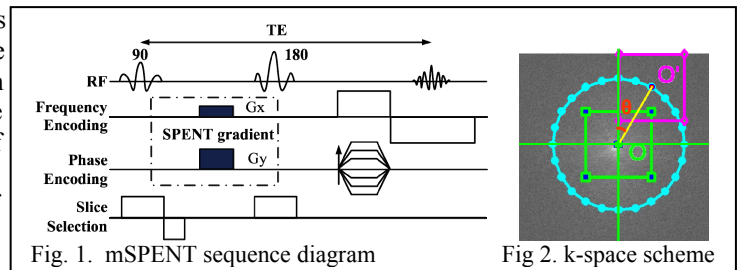 s
e
n
e
r
.
TE
90
180
RF
Frequency
Encoding
Gx
SPENT gradient
Phase
Encoding
Gy
Slice
Selection
Fig. 1. mSPENT sequence diagram
O'
θ
r
O
Fig 2. k-space scheme